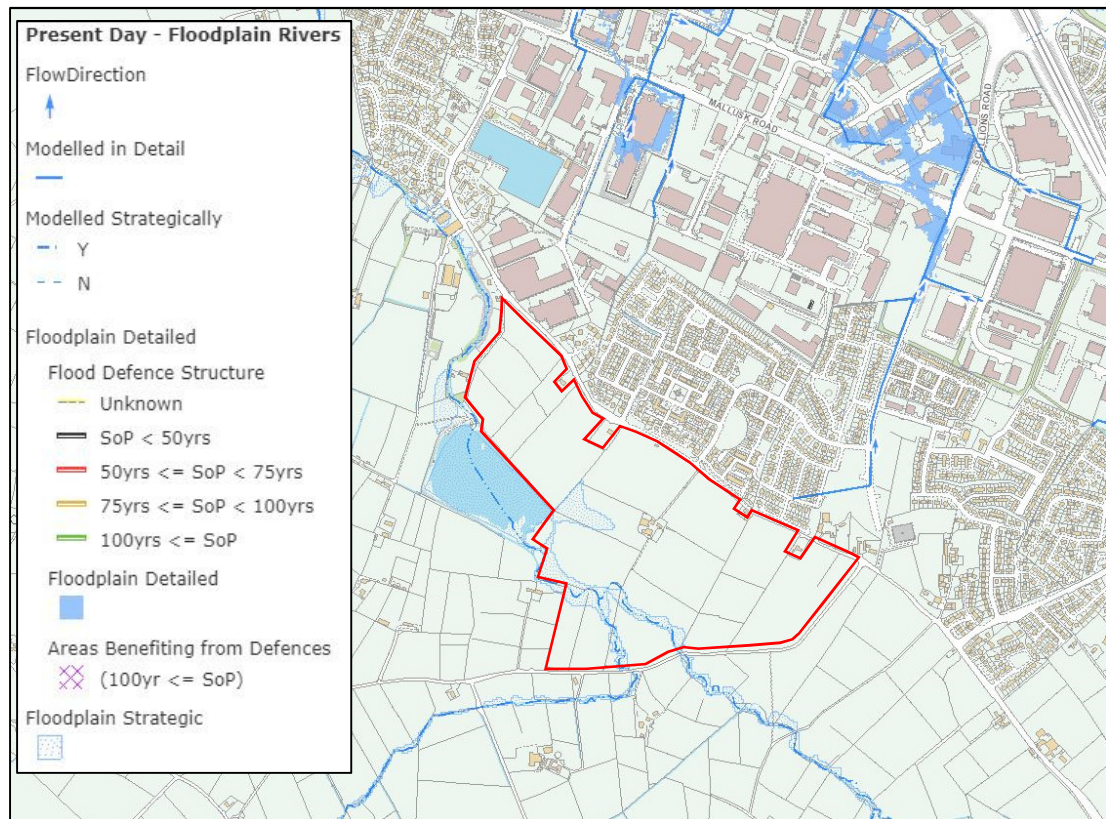 Present Day - Floodplain Rivers
FlowDirection
Modelled in Detail
Modelled Strategically
Y
N
Floodplain Detailed
Flood Defence Structure
Unknown
SoP < 50yrs
50yrs <= SoP < 75yrs
75yrs <= SoP < 100yrs
100yrs <= SoP
Floodplain Detailed
Areas Benefiting from Defences
(100yr <= SoP)
Floodplain Strategic
MALLUSK ROAD
ROAD